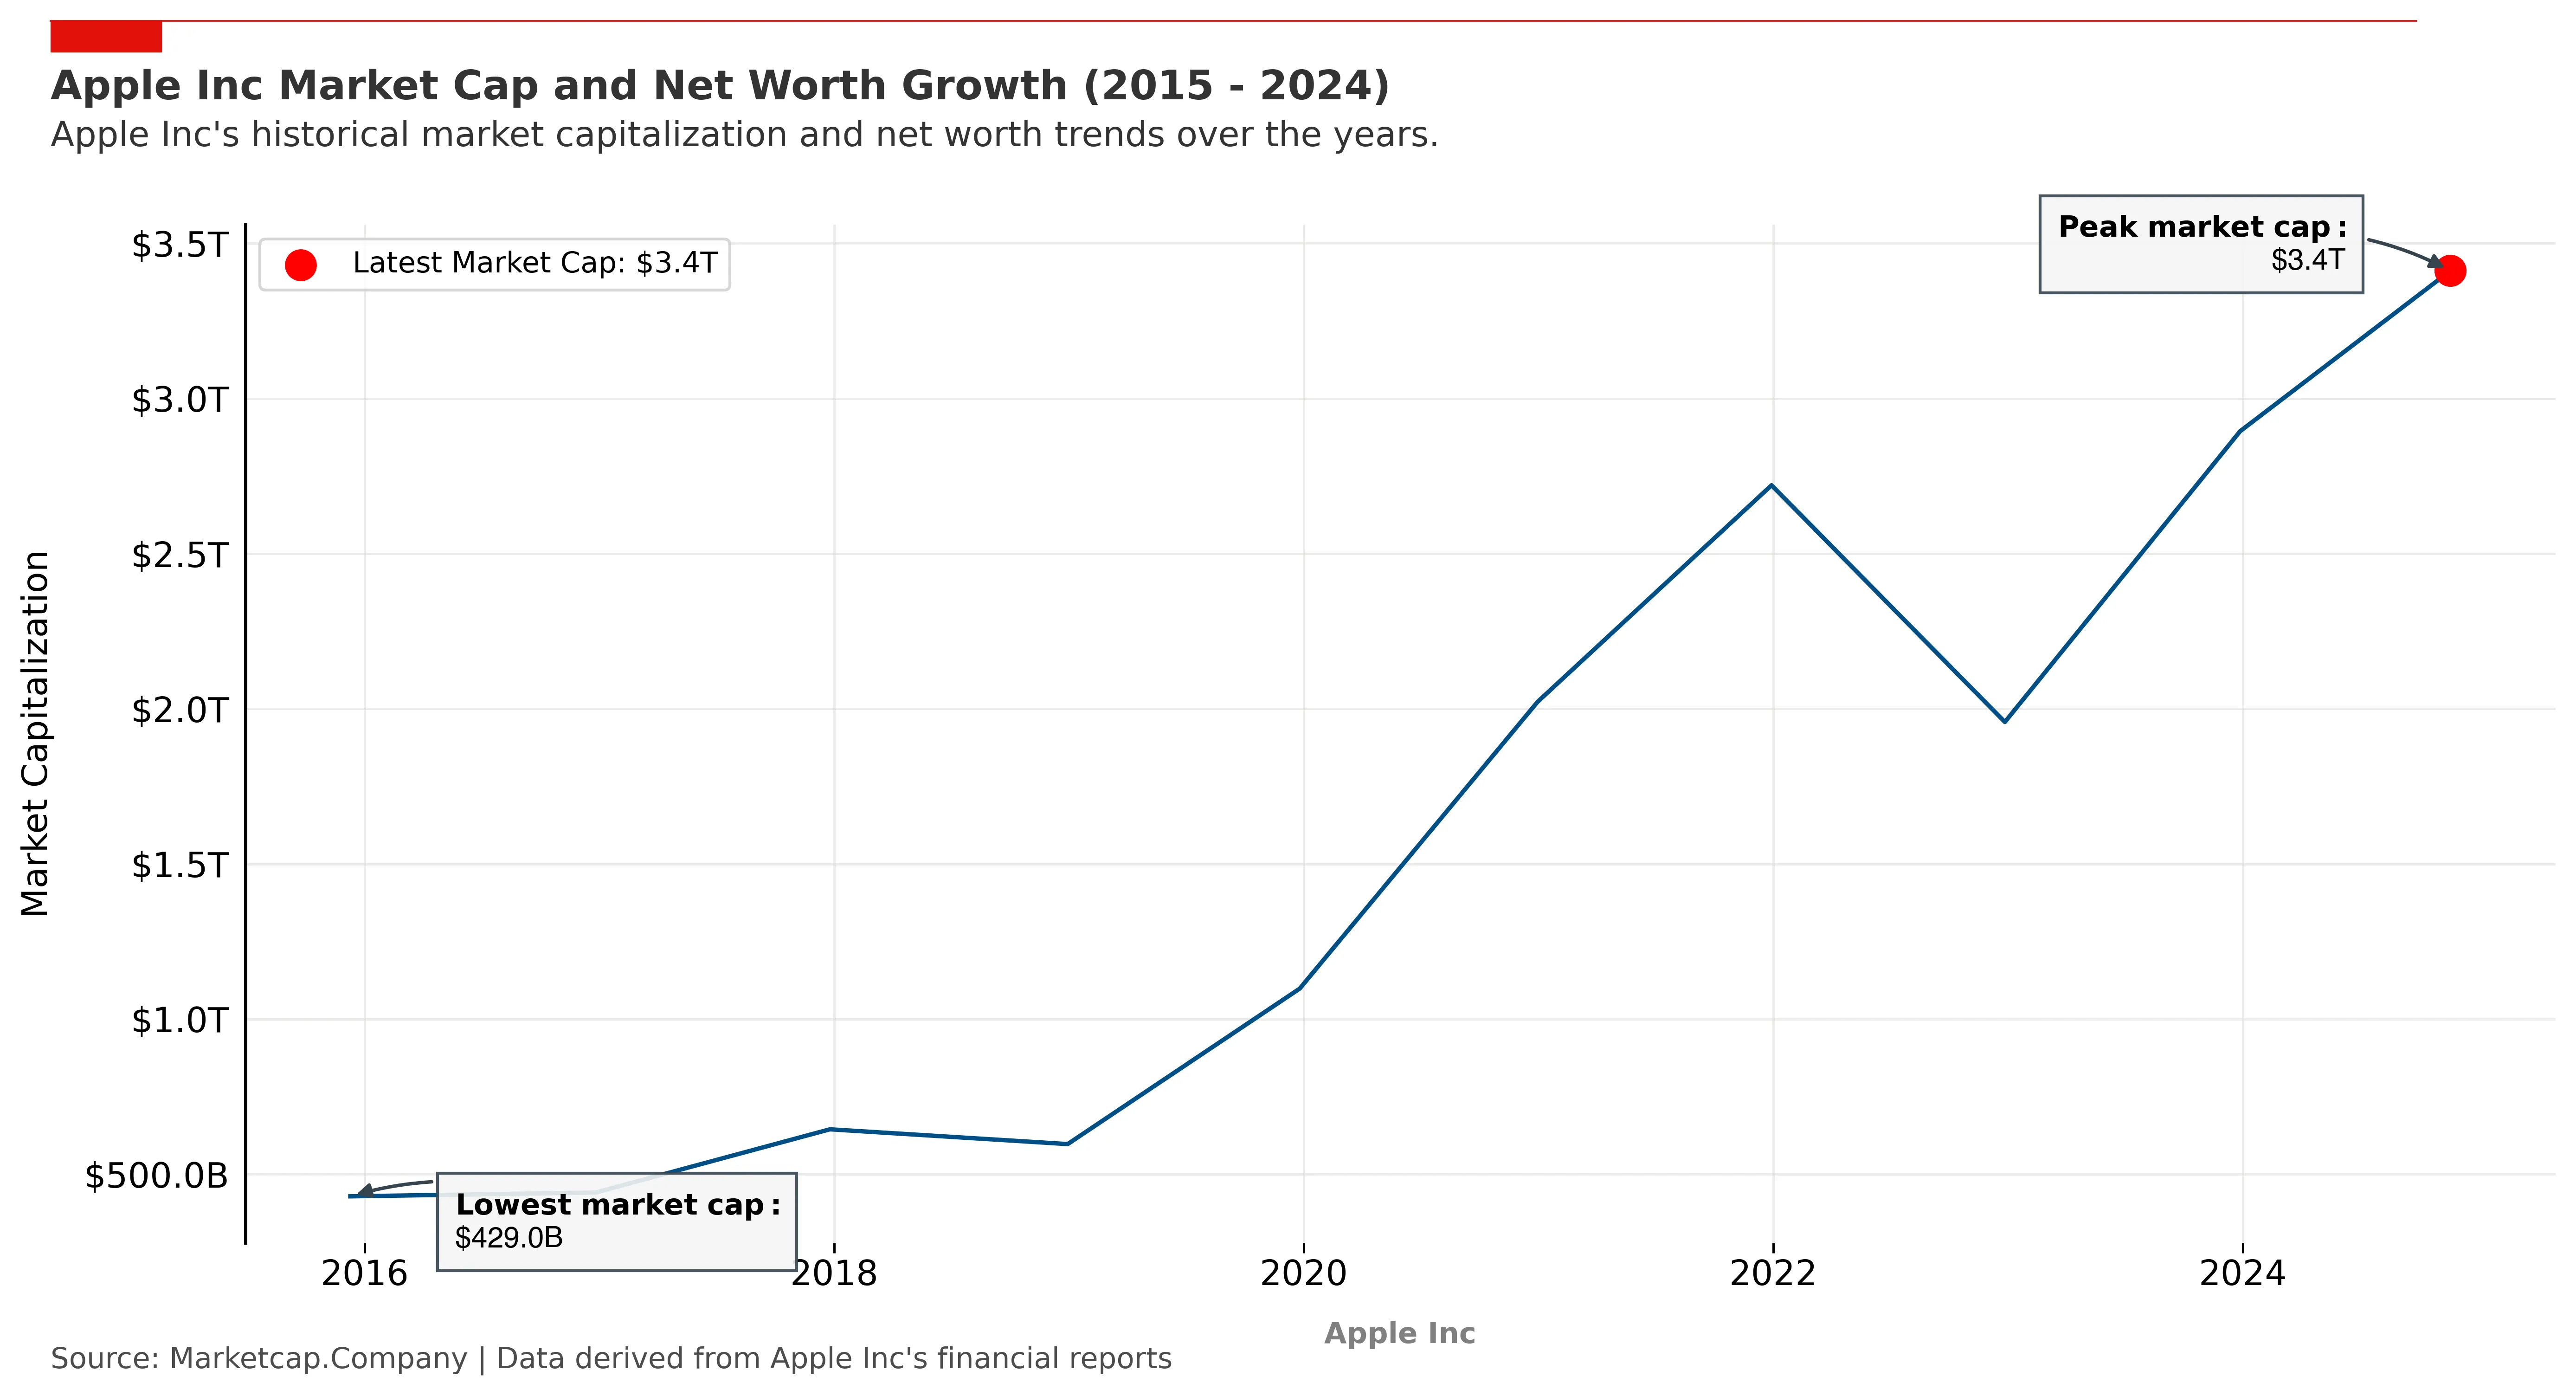 Apple Inc Market Cap and Net Worth Growth (2015 - 2024)
Apple Inc's historical market capitalization and net worth trends over the years.
Peak market cap:
$3.4T
Latest Market Cap: $3.4T
$3.5T
$3.0T
$2.5T
$2.0T
$1.5T
$1.0T
$500.0B
Market Capitalization
Lowest market cap:
$429.0B
2016 2018 2020 2022 2024
Apple Inc
Source: Marketcap.Company | Data derived from Apple Inc's financial reports